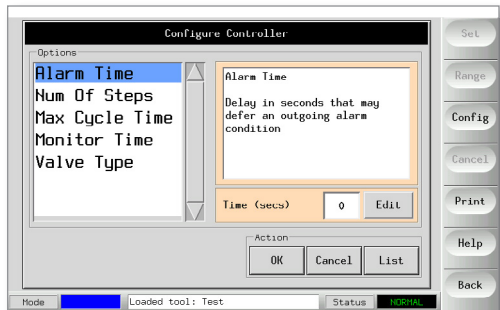 Configure Controller
Options
Alarm Time
Num Of Steps
Max Cycle Time
Monitor Time
Valve Type
Alarm Time
Delay in seconds that may
defer an outgoing alarm
condition
Time (secs)
0
Edit
Action
OK
Cancel
List
Set
Range
Config
Cancel
Print
Help
Back
Mode
Loaded tool: Test
Status
NORMAL